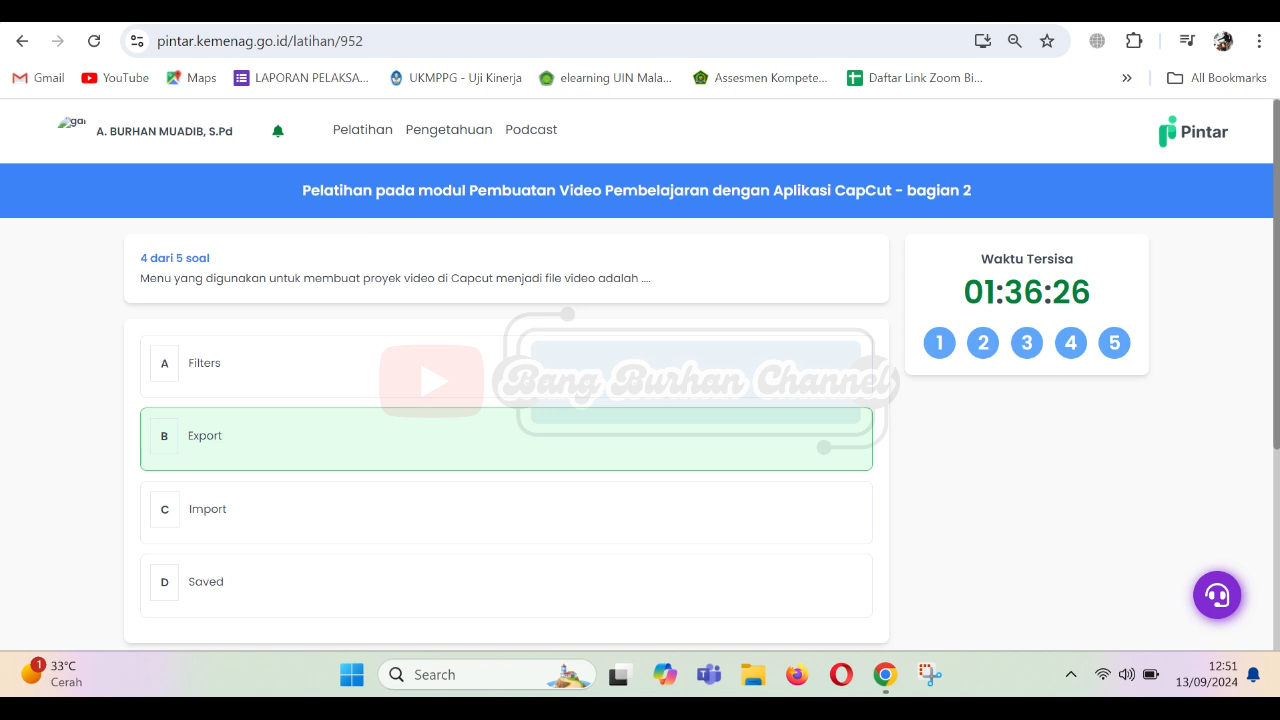 pintar.kemenag.go.id/latihan/952
Gmail
YouTube
Maps
LAPORAN PELAKSA...
UKMPPG - Uji Kinerja
elearning UIN Mala...
Assesmen Kompete...
Daftar Link Zoom Bi...
»
All Bookmarks
gar
A. BURHAN MUADIB, S.Pd
Pelatihan
Pengetahuan
Podcast
Pintar
Pelatihan pada modul Pembuatan Video Pembelajaran dengan Aplikasi CapCut - bagian 2
4 dari 5 soal
Menu yang digunakan untuk membuat proyek video di Capcut menjadi file video adalah ....
Waktu Tersisa
01:36:26
1 2 3 4 5
A Filters
Bang Burhan Channel
B Export
C Import
D Saved
1
33°C
Cerah
Search
12:51
13/09/2024